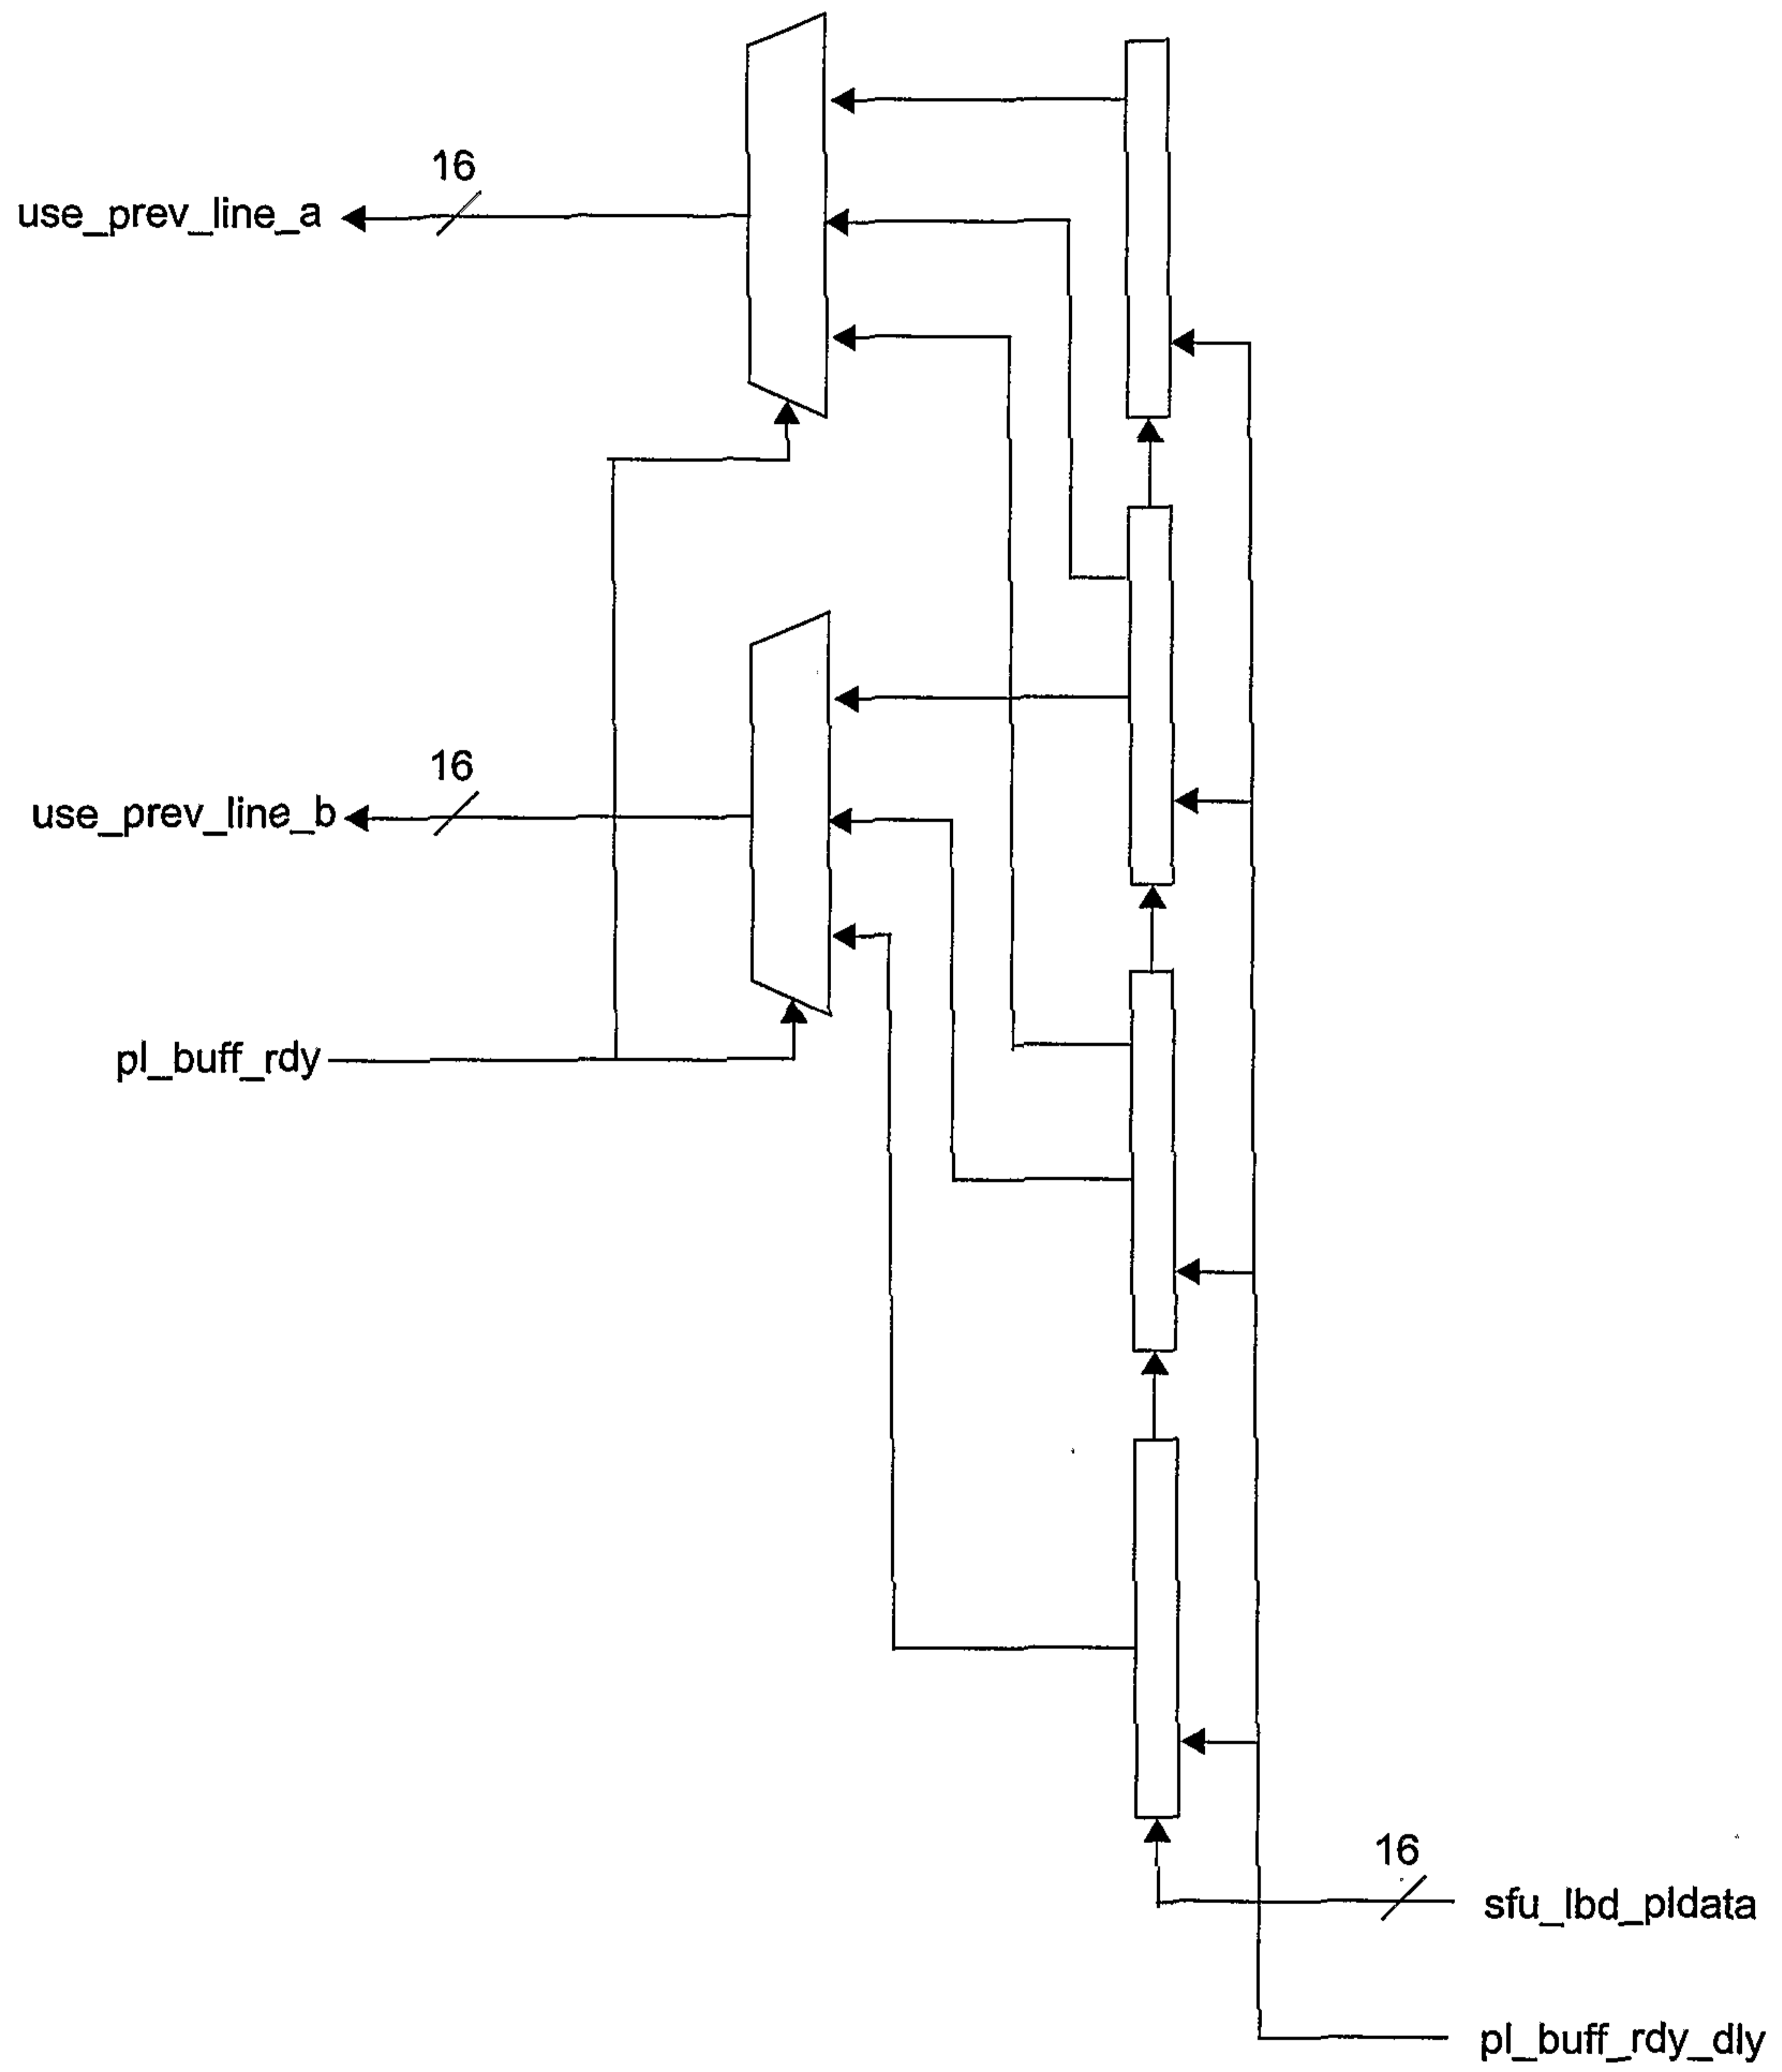 16
use_prev_line_a
16
use_prev_line_b
pl_buff_rdy
16
sfu_lbd_pldata
pl_buff_rdy_dly